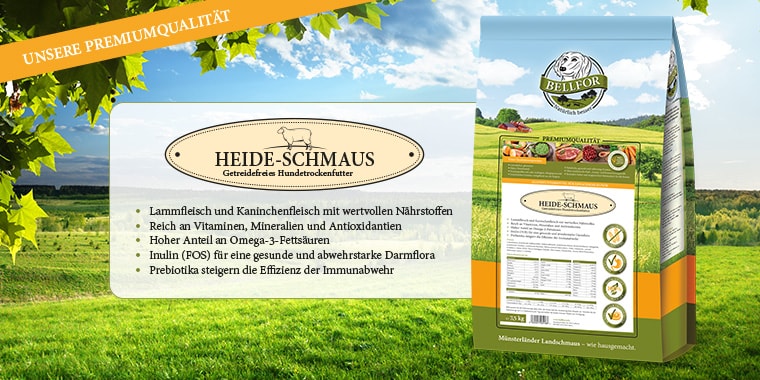 UNSERE PREMIUMQUALITÄT
HEIDE-SCHMAUS
Getreidefreies Hundetrockenfutter
• Lammfleisch und Kaninchenfleisch mit wertvollen Nährstoffen
• Reich an Vitaminen, Mineralien und Antioxidantien
• Hoher Anteil an Omega-3-Fettsäuren
• Inulin (FOS) für eine gesunde und abwehrstarke Darmflora
• Prebiotika steigern die Effizienz der Immunabwehr
BELLFOR
natürlich besser
PREMIUMQUALITÄT
HEIDE-SCHMAUS
Münsterländer Landschmaus – wie hausgemacht.